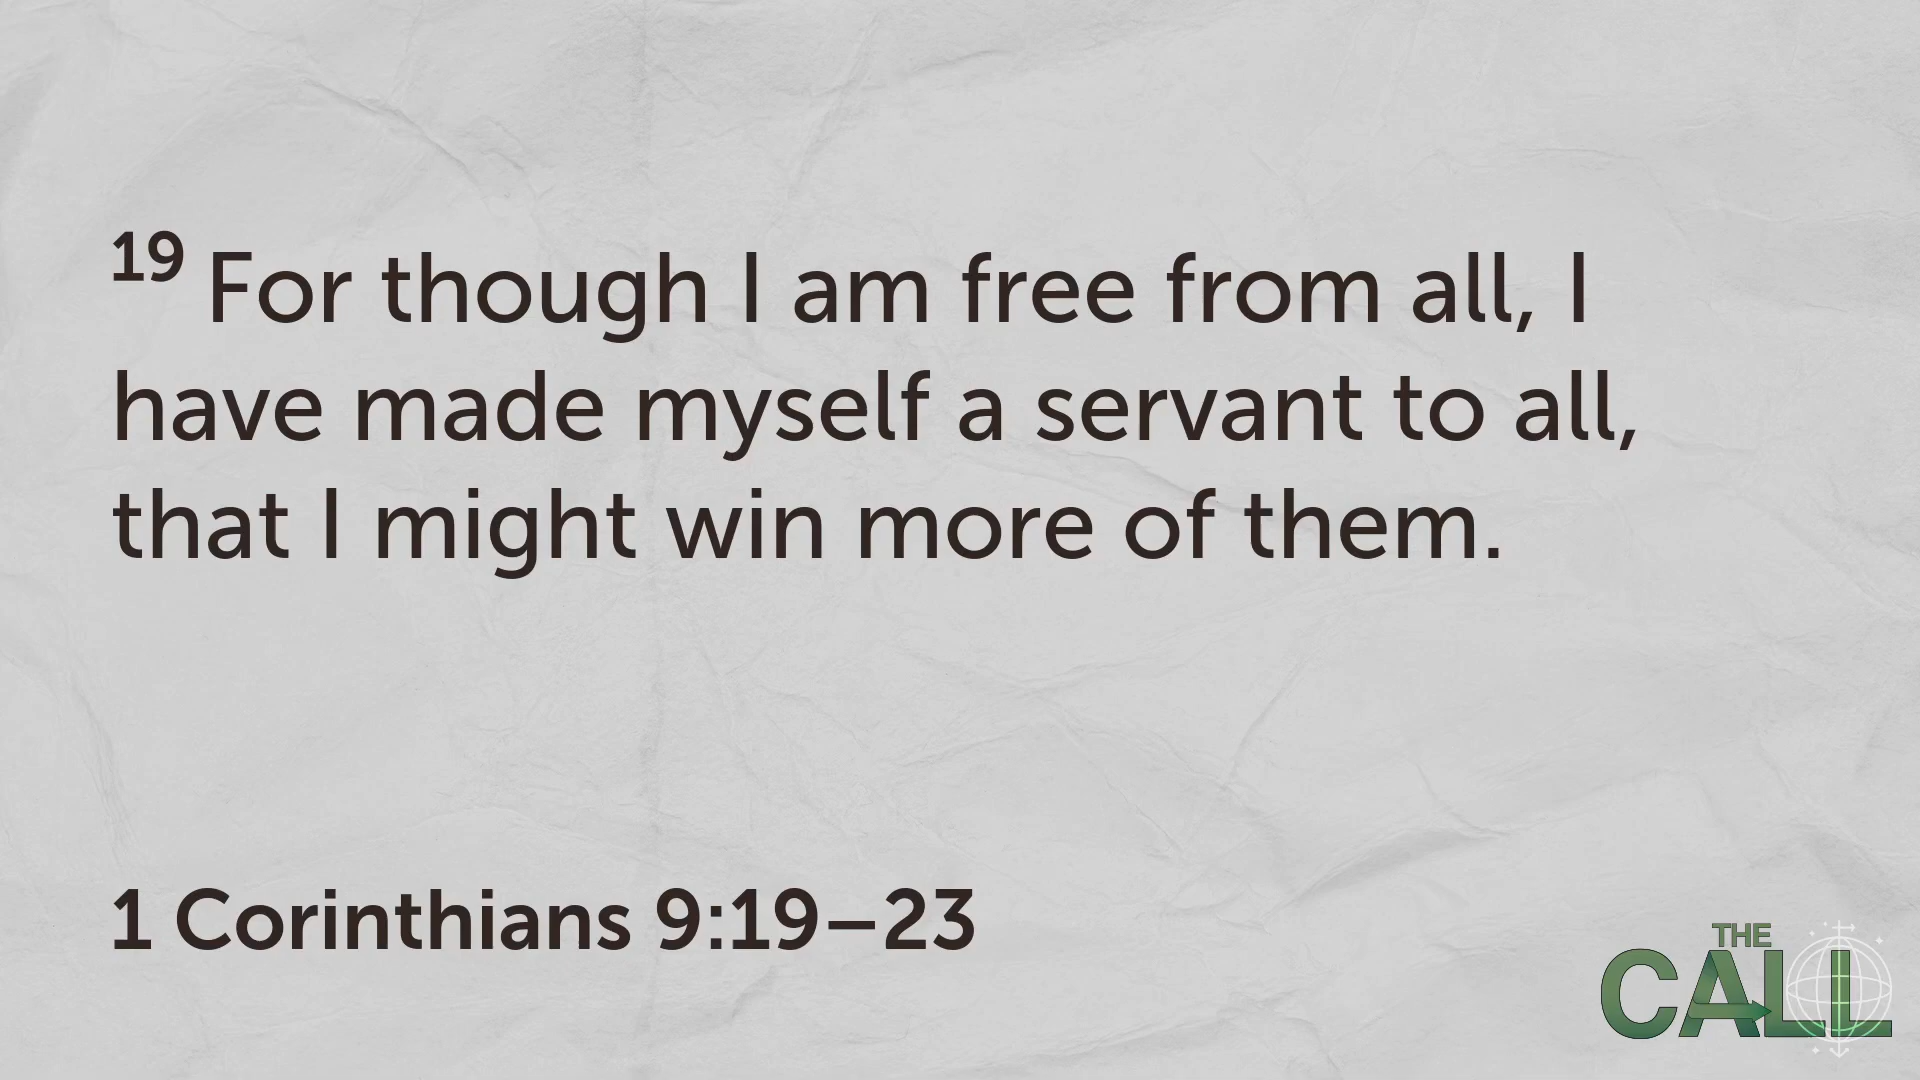 19 For though I am free from all, I
have made myself a servant to all,
that I might win more of them.
1 Corinthians 9:19–23
THE
CALL